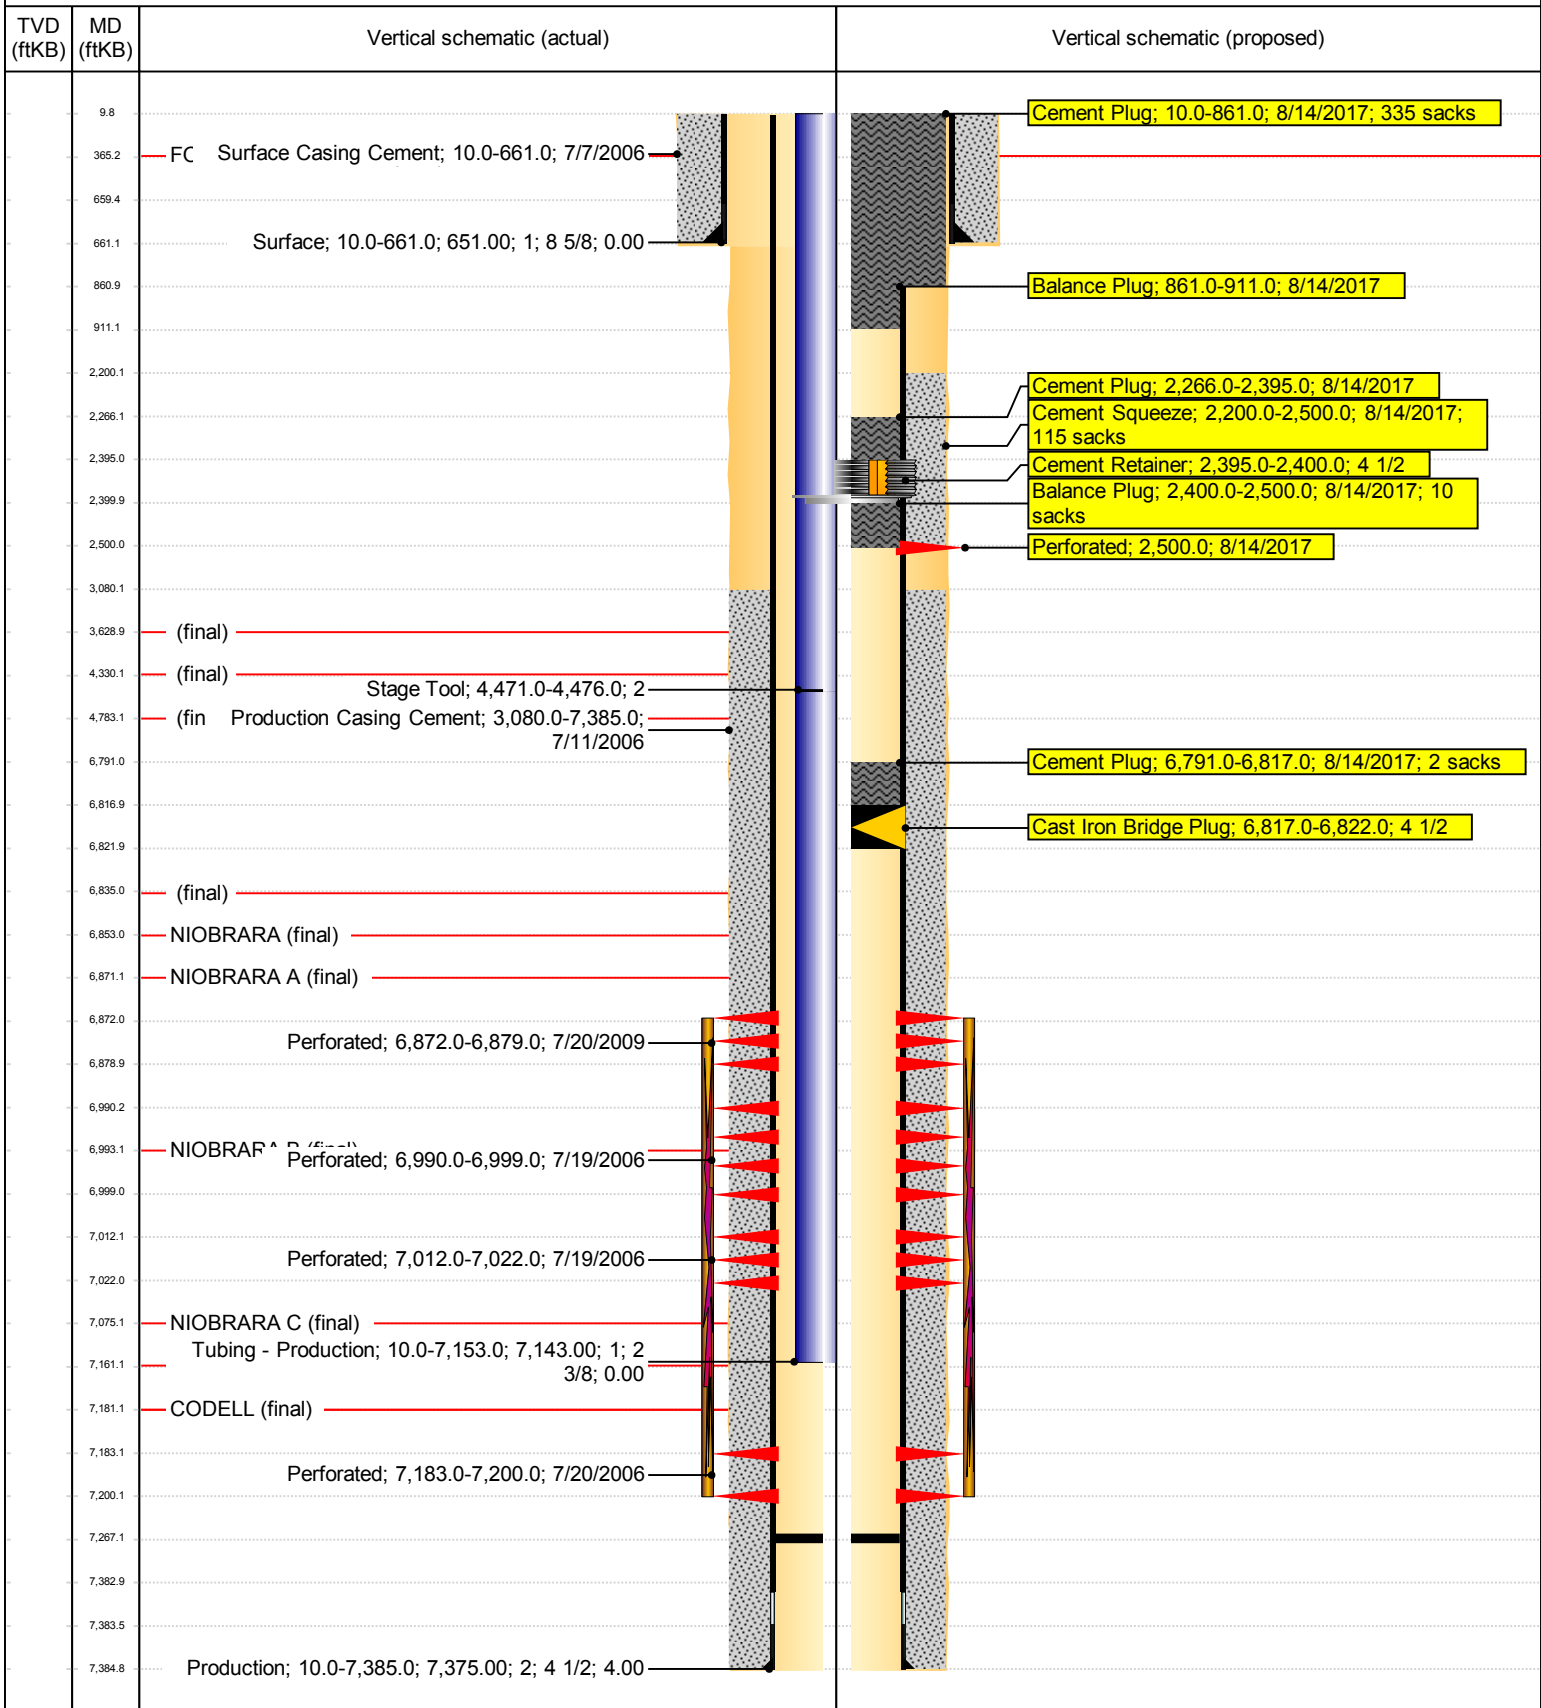 TVD (ftKB)
MD (ftKB)
Vertical schematic (actual)
Vertical schematic (proposed)
9.8
Cement Plug; 10.0-861.0; 8/14/2017; 335 sacks
365.2
Surface Casing Cement; 10.0-661.0; 7/7/2006
659.4
661.1
Surface; 10.0-661.0; 651.00; 1; 8 5/8; 0.00
860.9
Balance Plug; 861.0-911.0; 8/14/2017
911.1
2,200.1
Cement Plug; 2,266.0-2,395.0; 8/14/2017
2,266.1
Cement Squeeze; 2,200.0-2,500.0; 8/14/2017;
115 sacks
2,395.0
Cement Retainer; 2,395.0-2,400.0; 4 1/2
2,399.9
Balance Plug; 2,400.0-2,500.0; 8/14/2017; 10
sacks
2,500.0
Perforated; 2,500.0; 8/14/2017
3,080.1
3,628.9
(final)
4,330.1
(final)
Stage Tool; 4,471.0-4,476.0; 2
4,783.1
(fin
Production Casing Cement; 3,080.0-7,385.0;
7/11/2006
6,791.0
Cement Plug; 6,791.0-6,817.0; 8/14/2017; 2 sacks
6,816.9
Cast Iron Bridge Plug; 6,817.0-6,822.0; 4 1/2
6,821.9
6,835.0
(final)
6,853.0
NIOBRARA (final)
6,871.1
NIOBRARA A (final)
6,872.0
Perforated; 6,872.0-6,879.0; 7/20/2009
6,878.9
6,990.2
6,993.1
Perforated; 6,990.0-6,999.0; 7/19/2006
6,999.0
7,012.1
Perforated; 7,012.0-7,022.0; 7/19/2006
7,022.0
7,075.1
NIOBRARA C (final)
Tubing - Production; 10.0-7,153.0; 7,143.00; 1; 2
3/8; 0.00
7,161.1
7,181.1
CODELL (final)
7,183.1
Perforated; 7,183.0-7,200.0; 7/20/2006
7,200.1
7,267.1
7,382.9
7,383.5
7,384.8
Production; 10.0-7,385.0; 7,375.00; 2; 4 1/2; 4.00